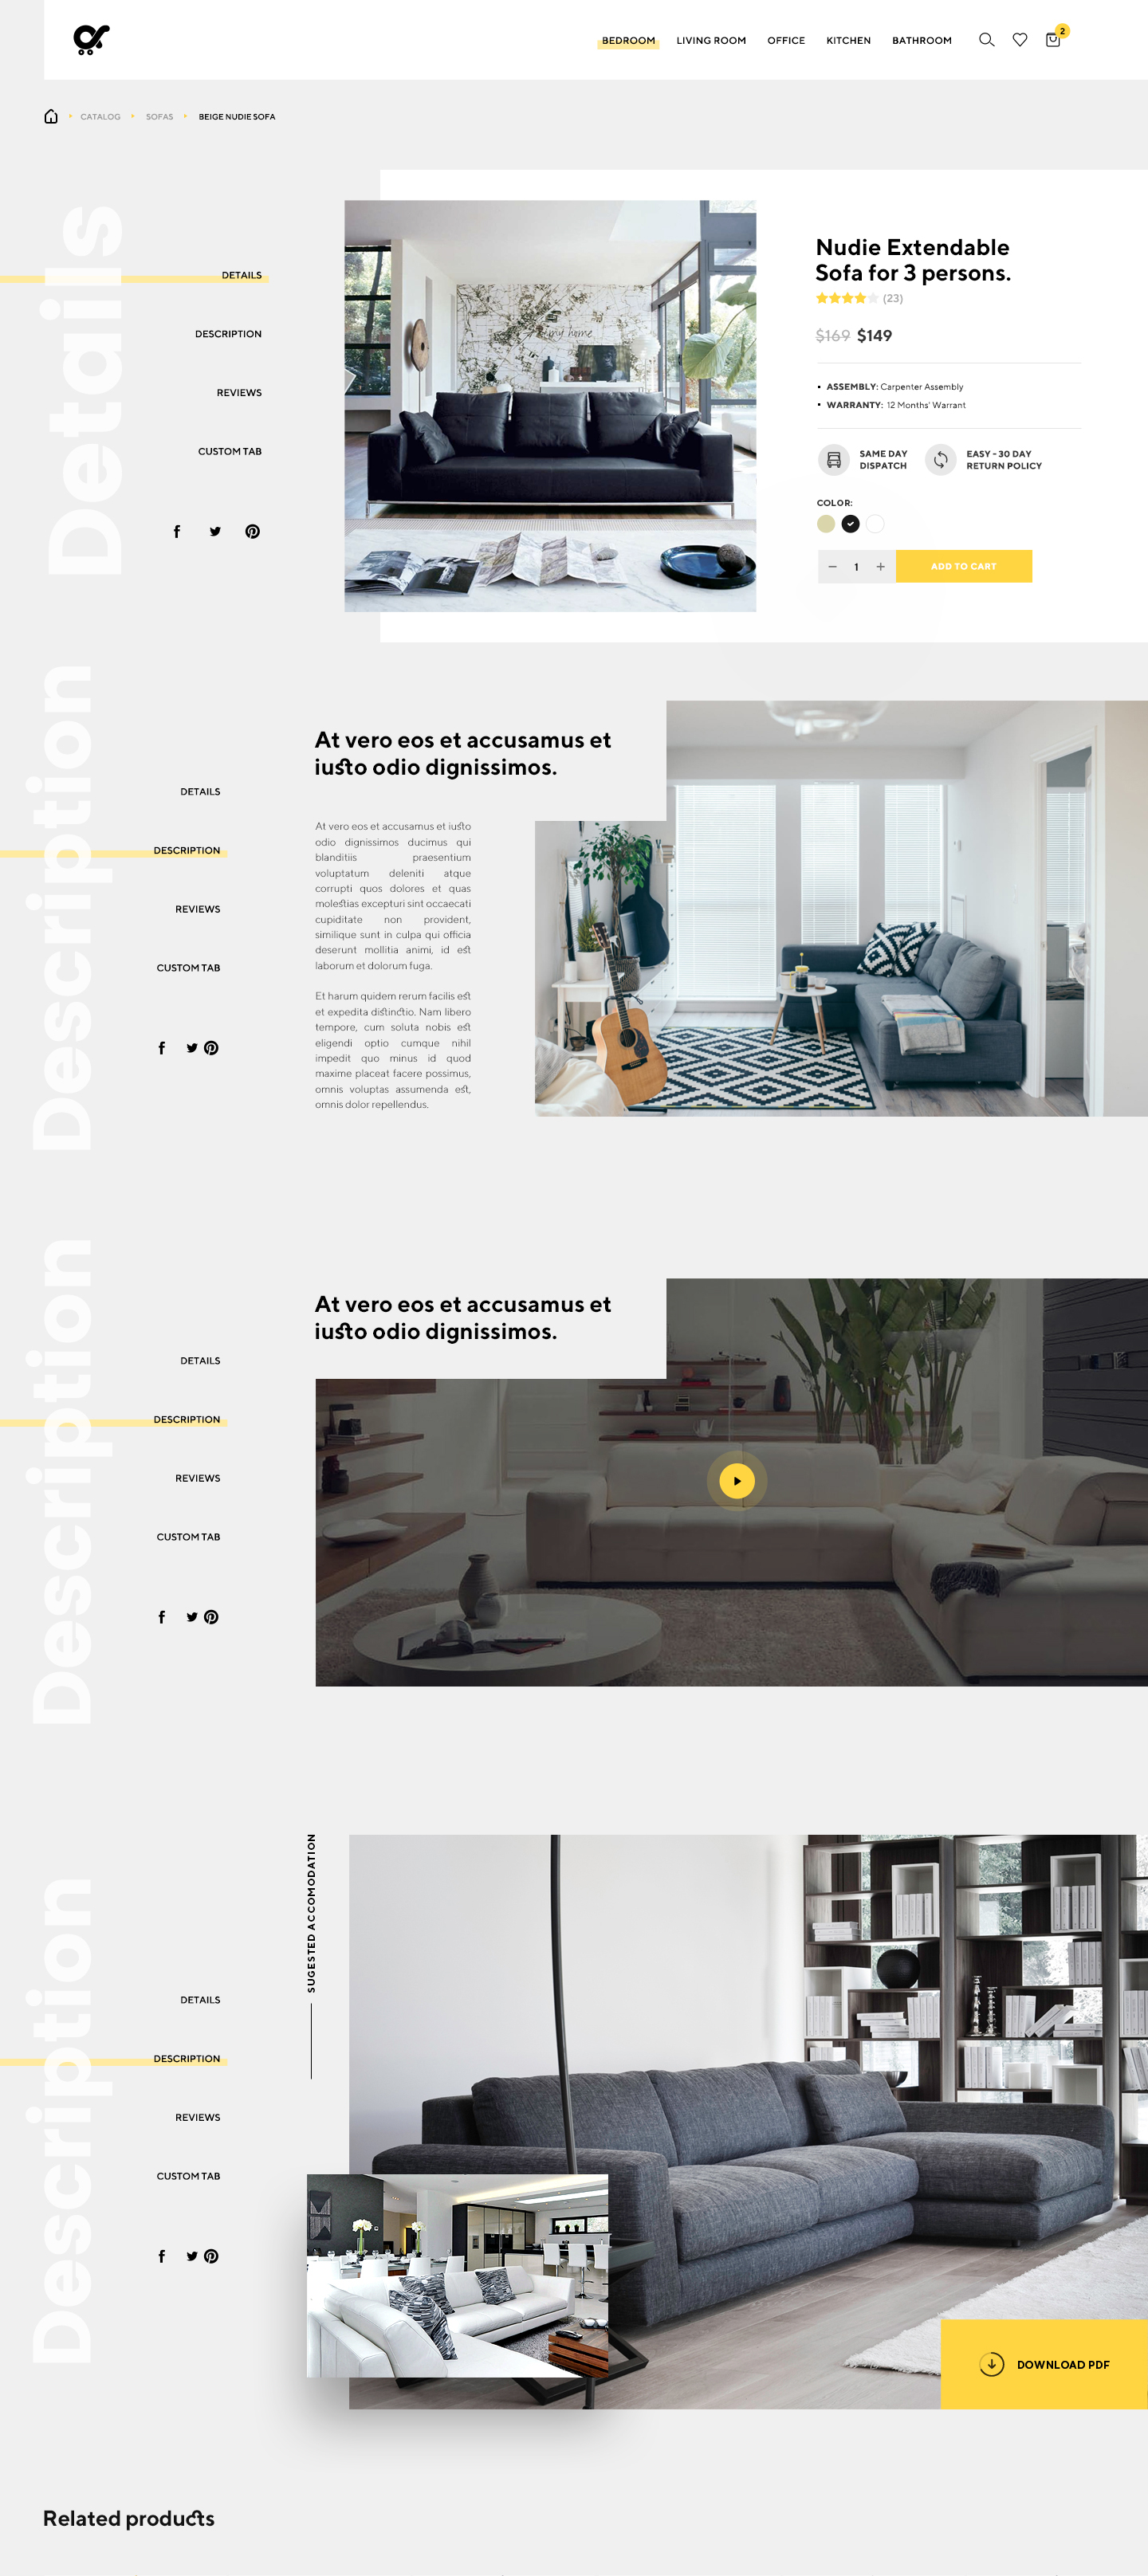 BEDROOM LIVING ROOM OFFICE KITCHEN BATHROOM 2
CATALOG SOFAS BEIGE NUDIE SOFA
Details
DETAILS
DESCRIPTION
REVIEWS
CUSTOM TAB
my home
Nudie Extendable
Sofa for 3 persons.
(23)
$169 $149
ASSEMBLY: Carpenter Assembly
WARRANTY: 12 Months' Warrant
SAME DAY
DISPATCH
EASY - 30 DAY
RETURN POLICY
COLOR:
1
ADD TO CART
Description
DETAILS
DESCRIPTION
REVIEWS
CUSTOM TAB
At vero eos et accusamus et
iusto odio dignissimos.
At vero eos et accusamus et iusto
odio dignissimos ducimus qui
blanditiis praesentium
voluptatum deleniti atque
corrupti quos dolores et quas
molestias excepturi sint occaecati
cupiditate non provident,
similique sunt in culpa qui officia
deserunt mollitia animi, id est
laborum et dolorum fuga.
Et harum quidem rerum facilis est
et expedita distinctio. Nam libero
tempore, cum soluta nobis est
eligendi optio cumque nihil
impedit quo minus id quod
maxime placeat facere possimus,
omnis voluptas assumenda est,
omnis dolor repellendus.
Description
DETAILS
DESCRIPTION
REVIEWS
CUSTOM TAB
At vero eos et accusamus et
iusto odio dignissimos.
Description
DETAILS
DESCRIPTION
REVIEWS
CUSTOM TAB
SUGESTED ACCOMODATION
DOWNLOAD PDF
Related products